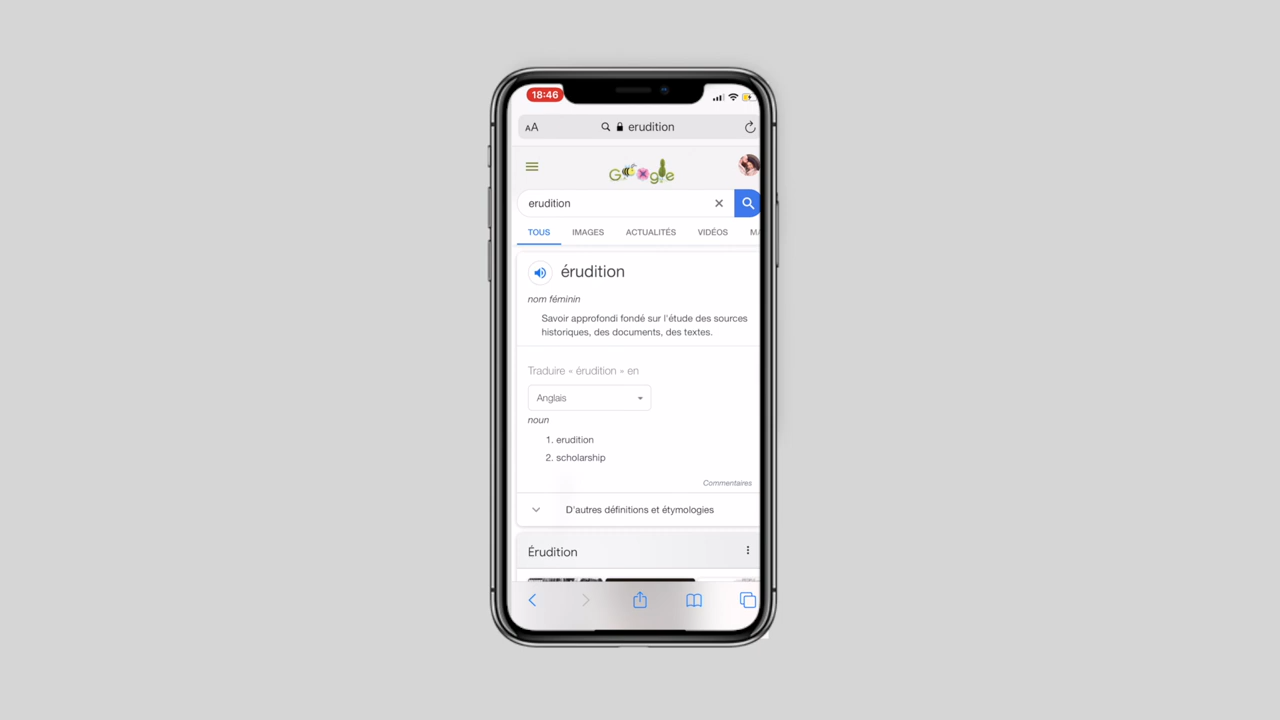 18:46
AA erudition
Google
erudition
TOUS IMAGES ACTUALITÉS VIDÉOS MA
érudition
nom féminin
Savoir approfondi fondé sur l'étude des sources
historiques, des documents, des textes.
Traduire « érudition « en
Anglais
noun
1. erudition
2. scholarship
Commentaires
D'autres définitions et étymologies
Érudition